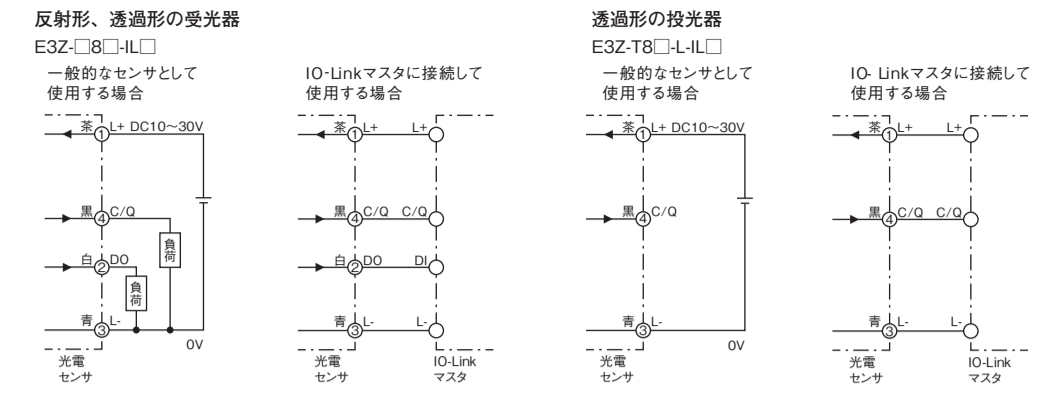 反射形、透過形の受光器
E3Z-□8□-IL□
一般的なセンサとして
使用する場合
茶 ① L+ DC10～30V
黒 ④ C/Q
負荷
白 ② DO
負荷
青 ③ L-
0V
光電
センサ
IO-Linkマスタに接続して
使用する場合
茶 ① L+ L+
黒 ④ C/Q C/Q
白 ② DO DI
青 ③ L- L-
光電
センサ
IO-Link
マスタ
透過形の投光器
E3Z-T8□-L-IL□
一般的なセンサとして
使用する場合
茶 ① L+ DC10～30V
黒 ④ C/Q
青 ③ L-
0V
光電
センサ
IO- Linkマスタに接続して
使用する場合
茶 ① L+ L+
黒 ④ C/Q C/Q
青 ③ L- L-
光電
センサ
IO-Link
マスタ